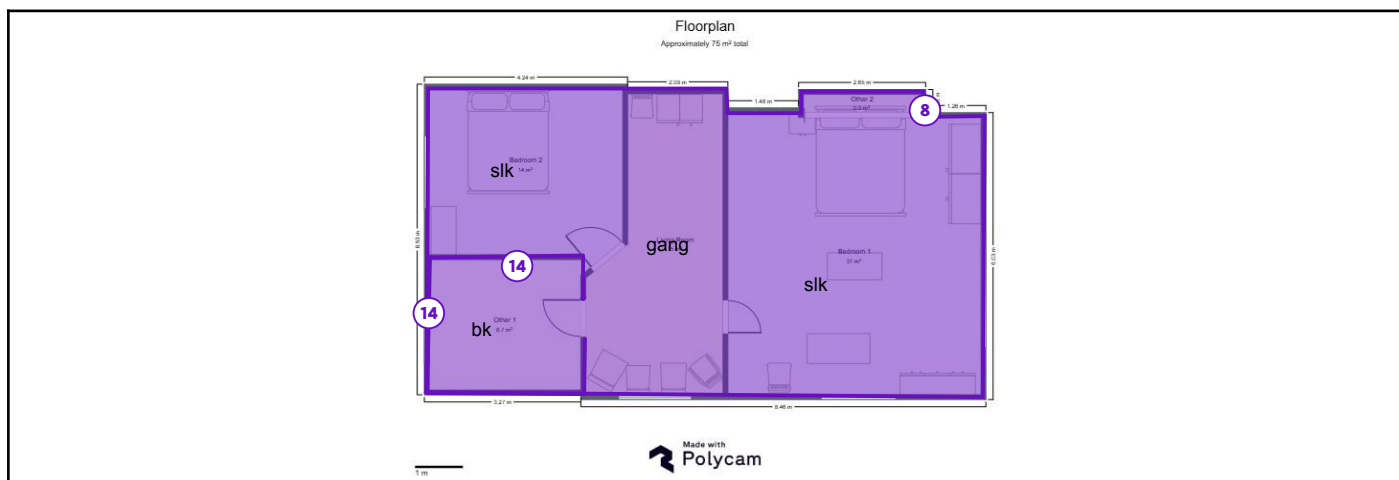 Floorplan
Approximately 75 m² total
4.24 m
2.09 m
2.65 m
1.48 m
1.26 m
Other 2
8
Bedroom 2
slk
14 m²
gang
14
Bedroom 1
31 m²
slk
14
Other 1
bk
3.27 m
8.46 m
Made with
Polycam
1 m